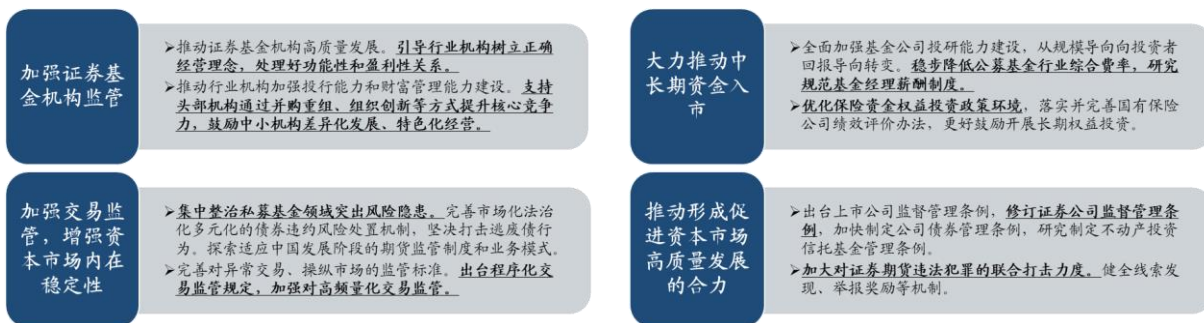 加强证券基
金机构监管
➢推动证券基金机构高质量发展。引导行业机构树立正确
经营理念，处理好功能性和盈利性关系。
➢推动行业机构加强投行能力和财富管理能力建设。支持
头部机构通过并购重组、组织创新等方式提升核心竞争
力，鼓励中小机构差异化发展、特色化经营。
大力推动中
长期资金入
市
➢全面加强基金公司投研能力建设，从规模导向向投资者
回报导向转变。稳步降低公募基金行业综合费率，研究
规范基金经理薪酬制度。
➢优化保险资金权益投资政策环境，落实并完善国有保险
公司绩效评价办法，更好鼓励开展长期权益投资。
加强交易监
管，增强资
本市场内在
稳定性
➢集中整治私募基金领域突出风险隐患。完善市场化法治
化多元化的债券违约风险处置机制，坚决打击逃废债行
为。探索适应中国发展阶段的期货监管制度和业务模式。
➢完善对异常交易、操纵市场的监管标准。出台程序化交
易监管规定，加强对高频量化交易监管。
推动形成促
进资本市场
高质量发展
的合力
➢出台上市公司监督管理条例，修订证券公司监督管理条
例，加快制定公司债券管理条例，研究制定不动产投资
信托基金管理条例。
➢加大对证券期货违法犯罪的联合打击力度。健全线索发
现、举报奖励等机制。